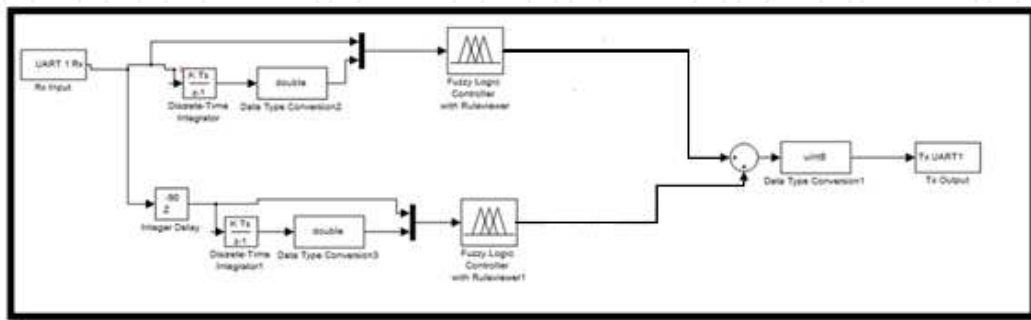 UART 1 Rx
Rx Input
K Ts
z-1
Discrete-Time
Integrator
double
Data Type Conversion2
Fuzzy Logic
Controller
with Ruleviewer
uint8
Data Type Conversion1
Tx UART1
Tx Output
-50
Z
Integer Delay
K Ts
z-1
Discrete-Time
Integrator1
double
Data Type Conversion3
Fuzzy Logic
Controller
with Ruleviewer1